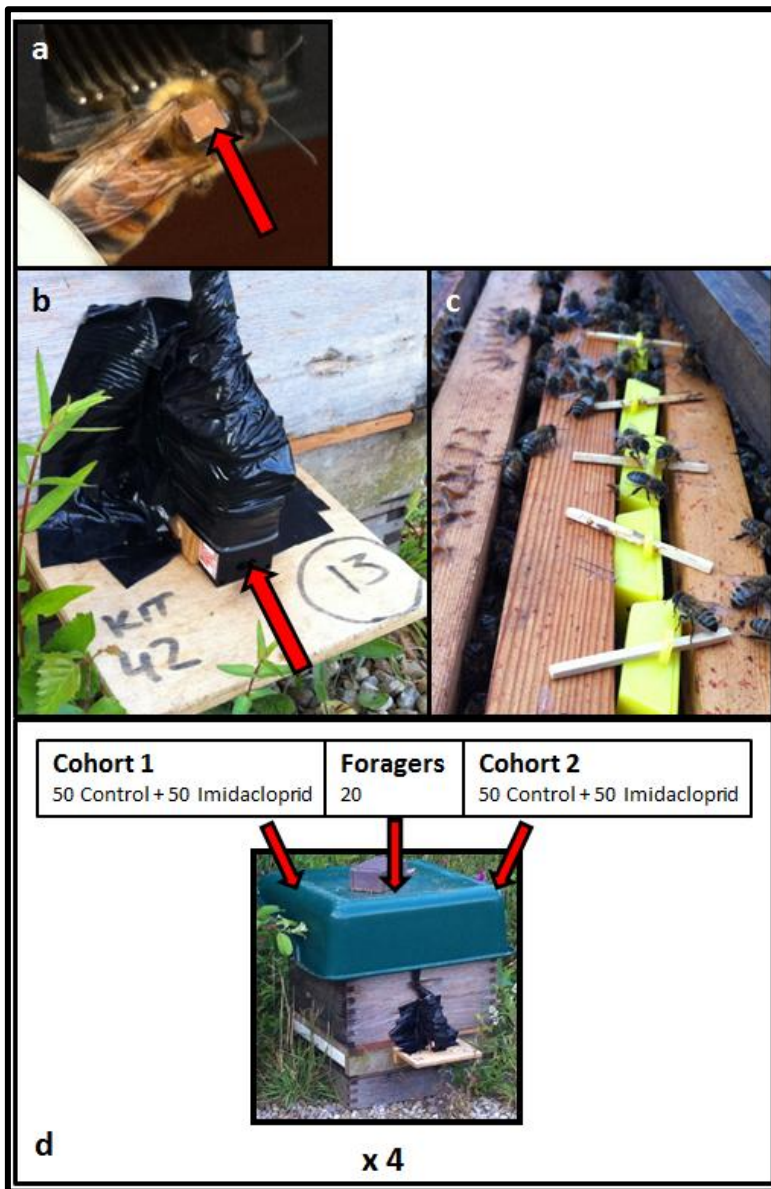 a
b
c
KIT
42
13
Cohort 1
50 Control + 50 Imidacloprid
Foragers
20
Cohort 2
50 Control + 50 Imidacloprid
d
x 4